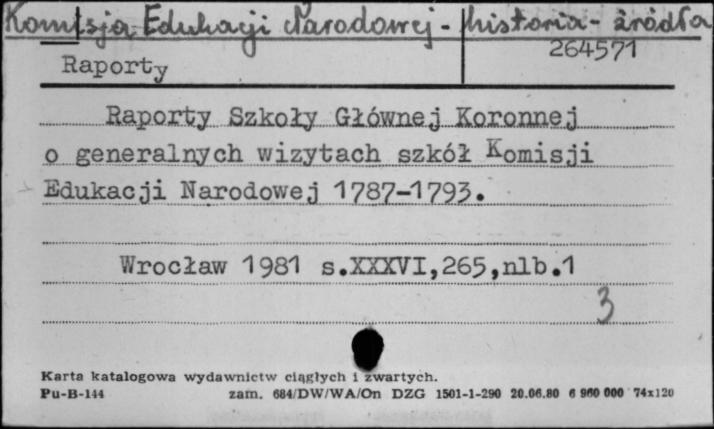 Komisja Edukacji Narodowej - historia - źródła
264571
Raporty
Raporty Szkoły Głównej Koronnej
o generalnych wizytach szkół Komisji
Edukacji Narodowej 1787-1793.
Wrocław 1981 s.XXXVI,265,nlb.1
3
Karta katalogowa wydawnictw ciągłych i zwartych.
Pu-B-144 zam. 684/DW/WA/On DZG 1501-1-290 20.06.80 6 960 000 74x120